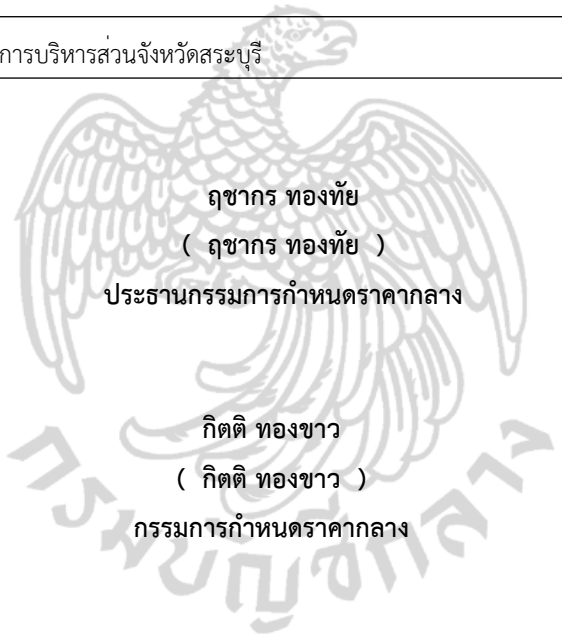 การบริหารส่วนจังหวัดสระบุรี
ฤชากร ทองทัย
( ฤชากร ทองทัย )
ประธานกรรมการกำหนดราคากลาง
กิตติ ทองขาว
( กิตติ ทองขาว )
กรรมการกำหนดราคากลาง
กรมบัญชีกลาง